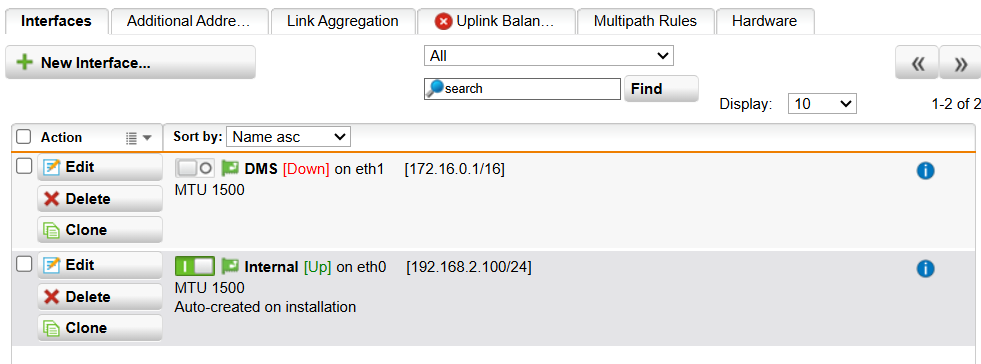 Interfaces Additional Addre... Link Aggregation Uplink Balan... Multipath Rules Hardware
New Interface... All « »
search Find
Display: 10 1-2 of 2
Action Sort by: Name asc
Edit DMS [Down] on eth1 [172.16.0.1/16]
MTU 1500
Delete
Clone
Edit Internal [Up] on eth0 [192.168.2.100/24]
MTU 1500
Delete Auto-created on installation
Clone